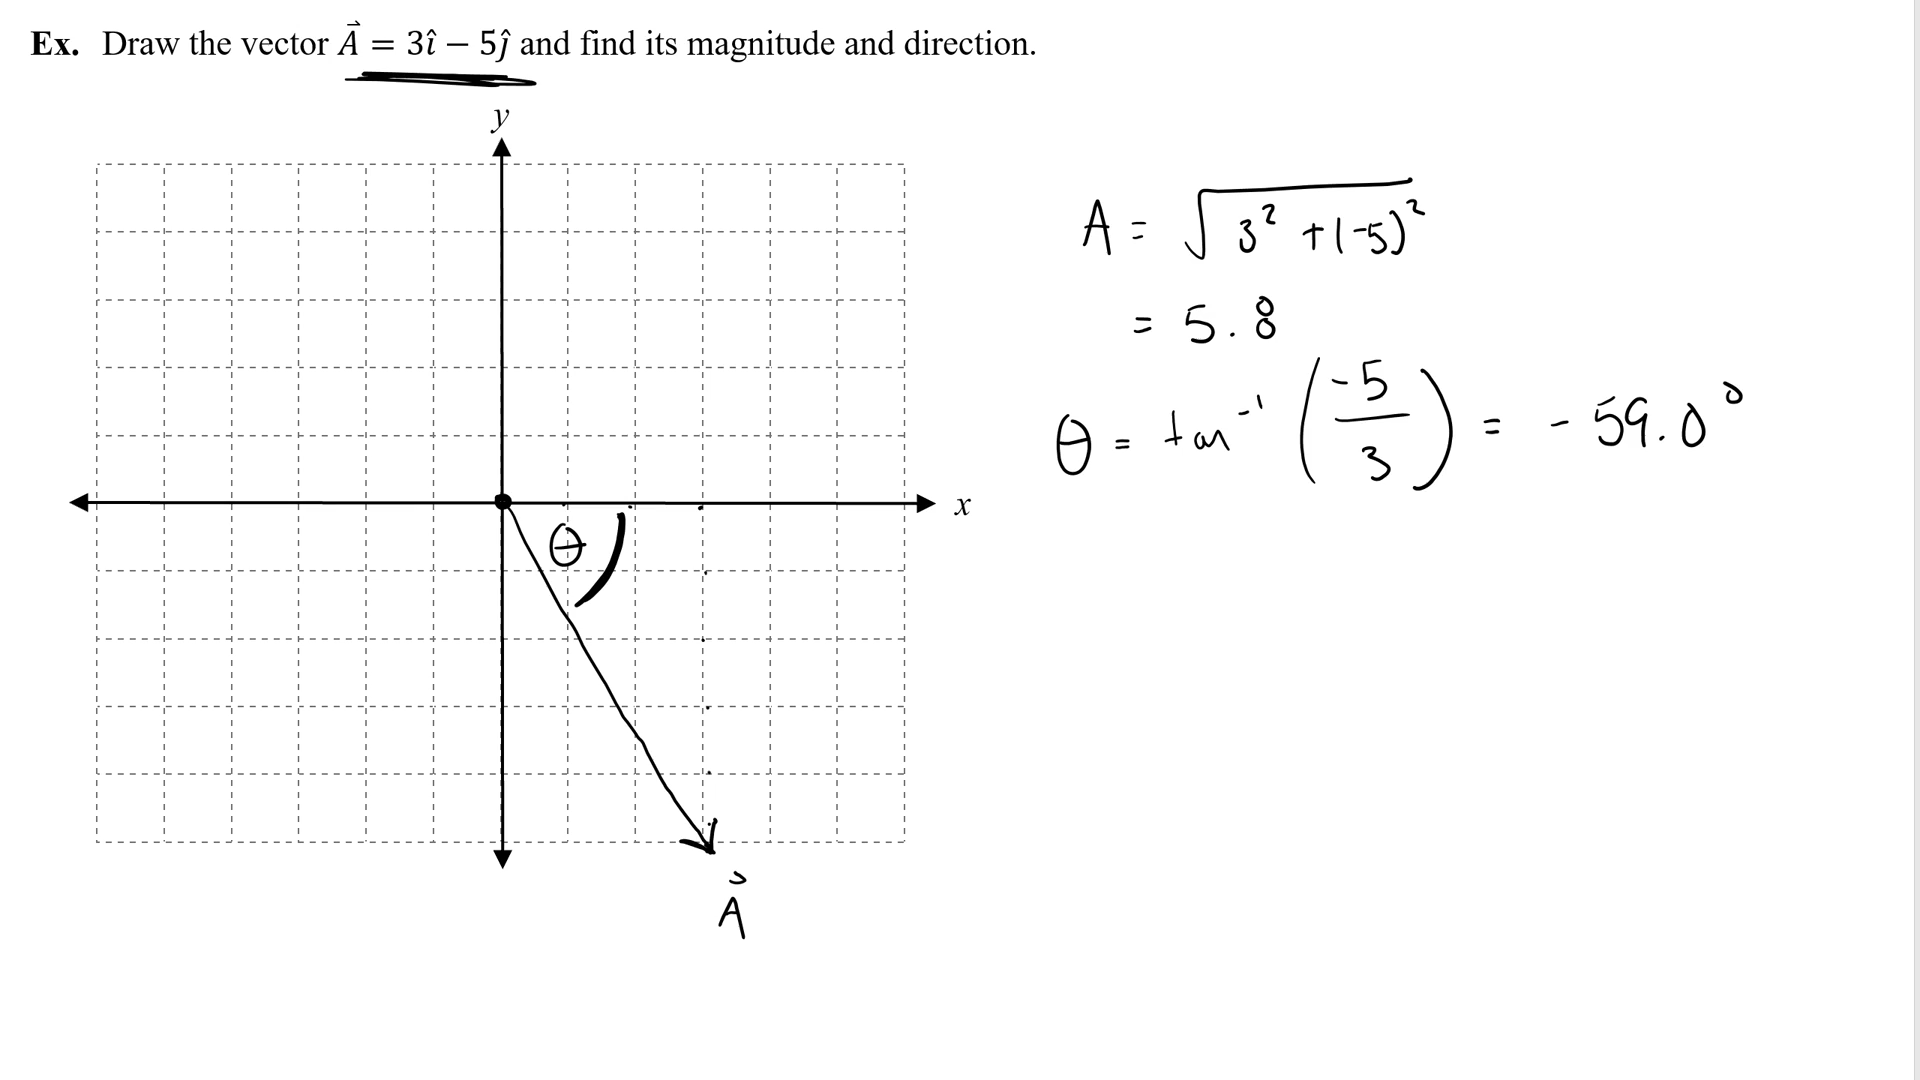 Ex. Draw the vector A⃗ = 3î − 5ĵ and find its magnitude and direction.
y
A = √(3² + (-5)²)
= 5.8
θ = tan⁻¹ (-5/3) = -59.0°
x
θ
A⃗